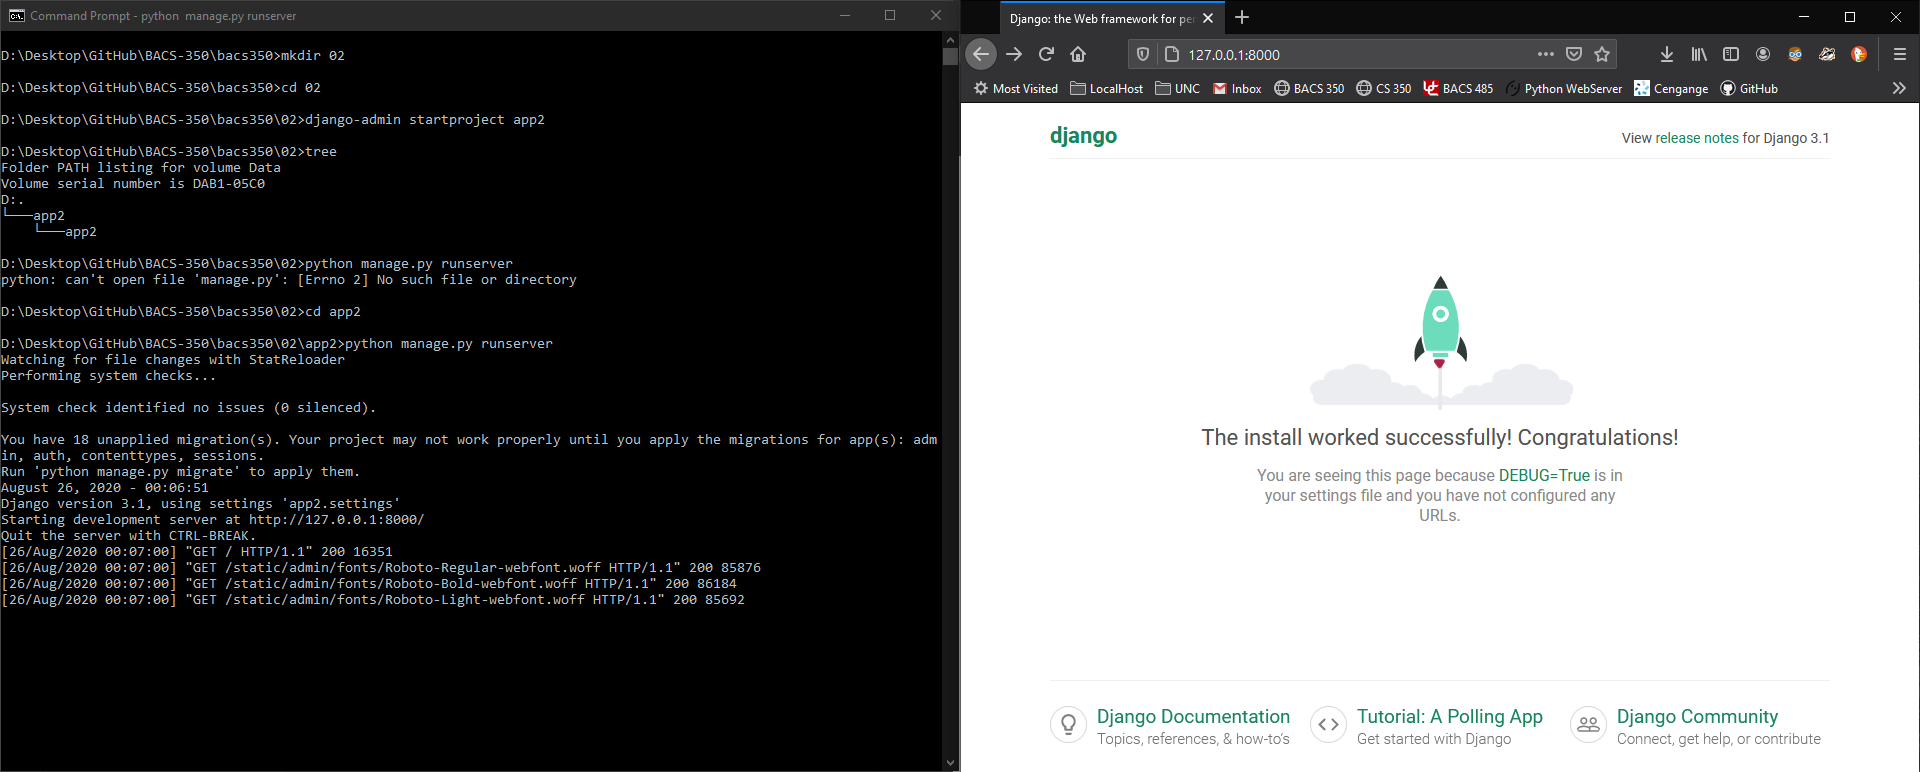 Command Prompt - python  manage.py runserver
D:\Desktop\GitHub\BACS-350\bacs350>mkdir 02
D:\Desktop\GitHub\BACS-350\bacs350>cd 02
D:\Desktop\GitHub\BACS-350\bacs350\02>django-admin startproject app2
D:\Desktop\GitHub\BACS-350\bacs350\02>tree
Folder PATH listing for volume Data
Volume serial number is DAB1-05C0
D:.
└───app2
    └───app2
D:\Desktop\GitHub\BACS-350\bacs350\02>python manage.py runserver
python: can't open file 'manage.py': [Errno 2] No such file or directory
D:\Desktop\GitHub\BACS-350\bacs350\02>cd app2
D:\Desktop\GitHub\BACS-350\bacs350\02\app2>python manage.py runserver
Watching for file changes with StatReloader
Performing system checks...
System check identified no issues (0 silenced).
You have 18 unapplied migration(s). Your project may not work properly until you apply the migrations for app(s): adm
in, auth, contenttypes, sessions.
Run 'python manage.py migrate' to apply them.
August 26, 2020 - 00:06:51
Django version 3.1, using settings 'app2.settings'
Starting development server at http://127.0.0.1:8000/
Quit the server with CTRL-BREAK.
[26/Aug/2020 00:07:00] "GET / HTTP/1.1" 200 16351
[26/Aug/2020 00:07:00] "GET /static/admin/fonts/Roboto-Regular-webfont.woff HTTP/1.1" 200 85876
[26/Aug/2020 00:07:00] "GET /static/admin/fonts/Roboto-Bold-webfont.woff HTTP/1.1" 200 86184
[26/Aug/2020 00:07:00] "GET /static/admin/fonts/Roboto-Light-webfont.woff HTTP/1.1" 200 85692
Django: the Web framework for per
127.0.0.1:8000
Most Visited LocalHost UNC Inbox BACS 350 CS 350 BACS 485 Python WebServer Cengange GitHub
django
View release notes for Django 3.1
The install worked successfully! Congratulations!
You are seeing this page because DEBUG=True is in
your settings file and you have not configured any
URLs.
Django Documentation
Topics, references, & how-to's
Tutorial: A Polling App
Get started with Django
Django Community
Connect, get help, or contribute